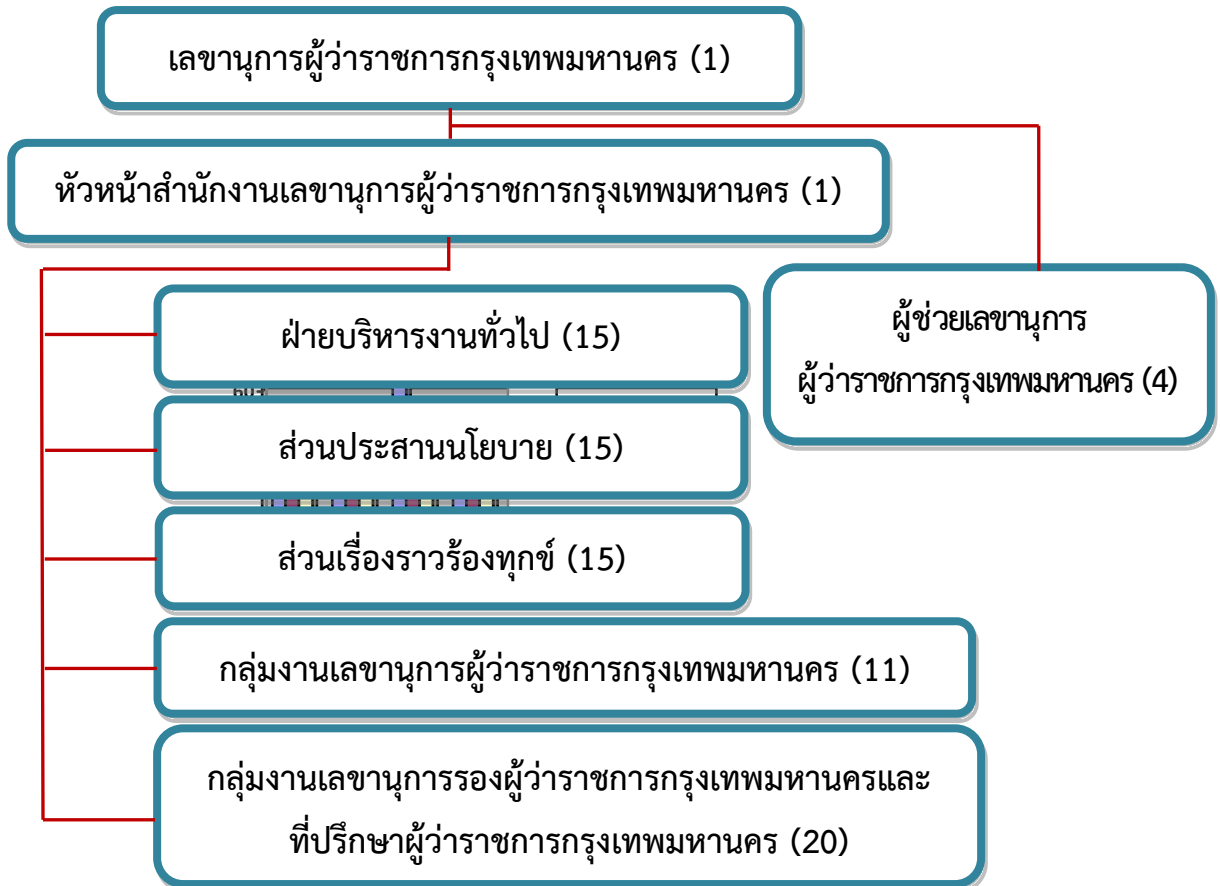 เลขานุการผู้ว่าราชการกรุงเทพมหานคร (1)
หัวหน้าสำนักงานเลขานุการผู้ว่าราชการกรุงเทพมหานคร (1)
ผู้ช่วยเลขานุการ
ผู้ว่าราชการกรุงเทพมหานคร (4)
ฝ่ายบริหารงานทั่วไป (15)
ส่วนประสานนโยบาย (15)
ส่วนเรื่องราวร้องทุกข์ (15)
กลุ่มงานเลขานุการผู้ว่าราชการกรุงเทพมหานคร (11)
กลุ่มงานเลขานุการรองผู้ว่าราชการกรุงเทพมหานครและ
ที่ปรึกษาผู้ว่าราชการกรุงเทพมหานคร (20)